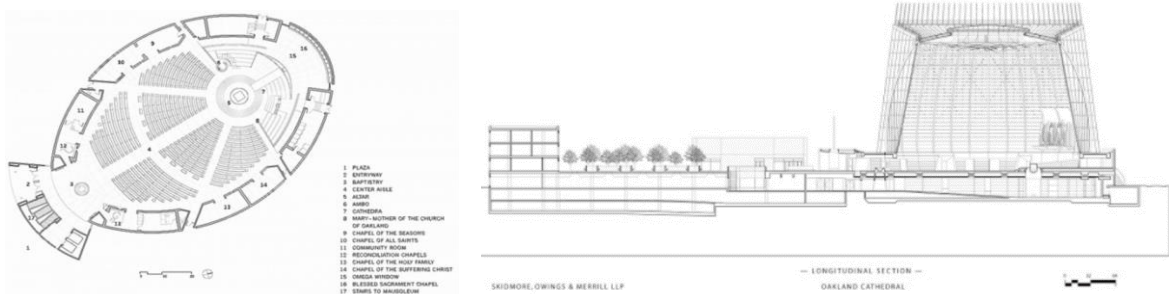 1 PLAZA
2 ENTRYWAY
3 BAPTISTRY
4 CENTER AISLE
5 ALTAR
6 AMBO
7 CATHEDRA
8 MARY-MOTHER OF THE CHURCH
OF OAKLAND
9 CHAPEL OF THE SEASONS
10 CHAPEL OF ALL SAINTS
11 COMMUNITY ROOM
12 RECONCILIATION CHAPELS
13 CHAPEL OF THE HOLY FAMILY
14 CHAPEL OF THE SUFFERING CHRIST
15 OMEGA WINDOW
16 BLESSED SACRAMENT CHAPEL
17 STAIRS TO MAUSOLEUM
SKIDMORE, OWINGS & MERRILL LLP
— LONGITUDINAL SECTION —
OAKLAND CATHEDRAL